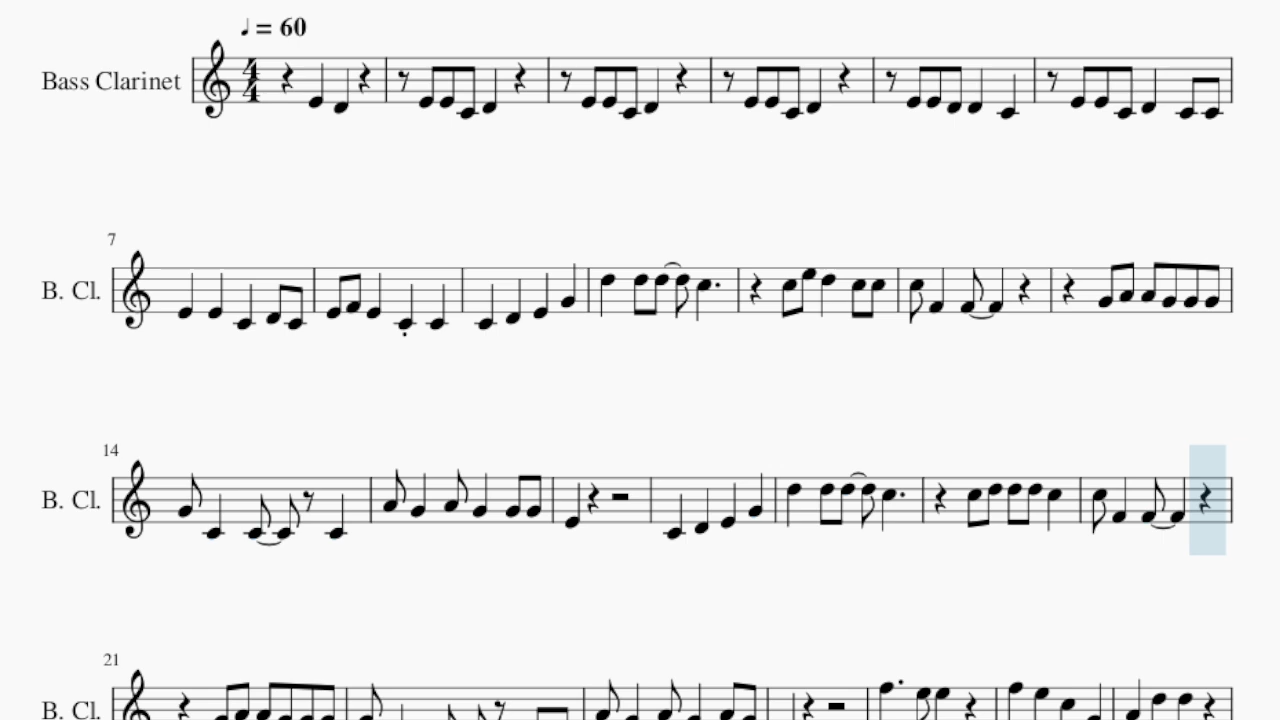 ♩ = 60
Bass Clarinet
4
4
7
B. Cl.
14
B. Cl.
21
B. Cl.